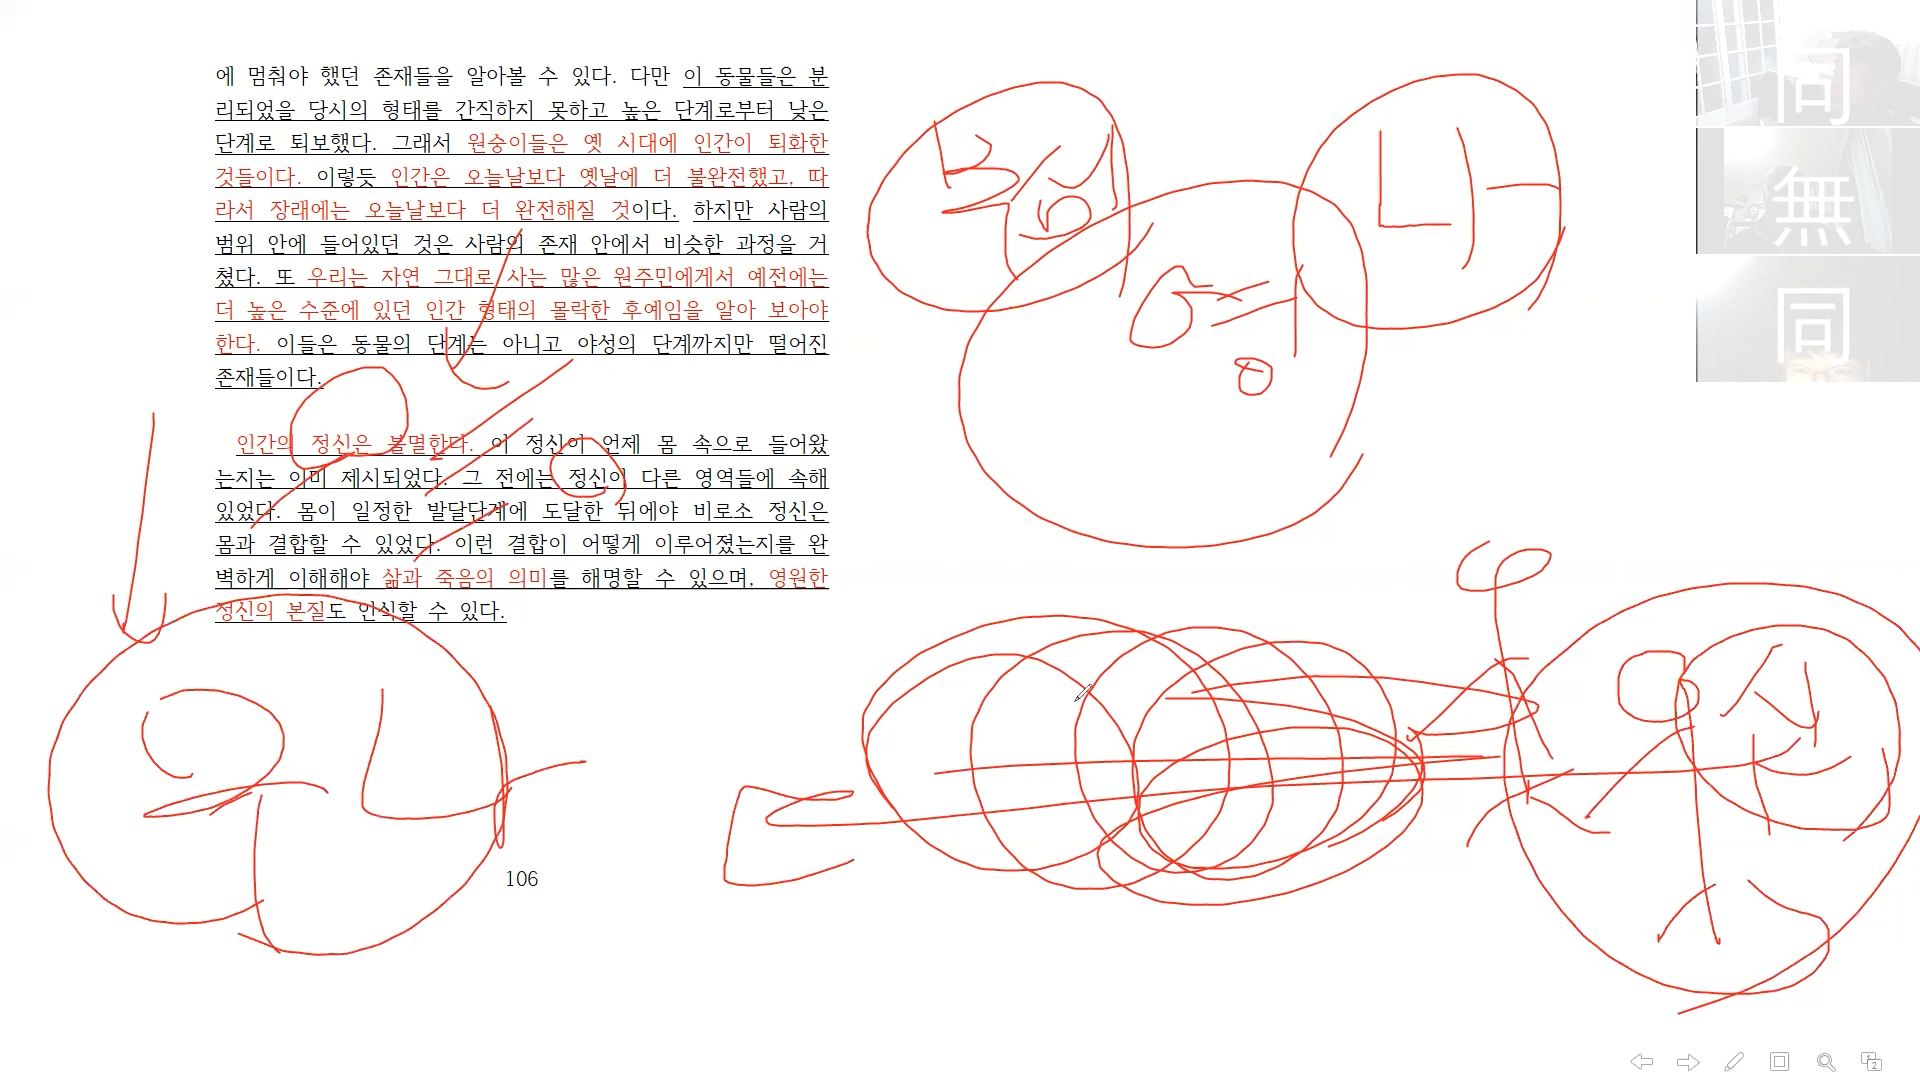 에 멈춰야 했던 존재들을 알아볼 수 있다. 다만 이 동물들은 분
리되었을 당시의 형태를 간직하지 못하고 높은 단계로부터 낮은
단계로 퇴보했다. 그래서 원숭이들은 옛 시대에 인간이 퇴화한
것들이다. 이렇듯 인간은 오늘날보다 옛날에 더 불완전했고, 따
라서 장래에는 오늘날보다 더 완전해질 것이다. 하지만 사람의
범위 안에 들어있던 것은 사람의 존재 안에서 비슷한 과정을 거
쳤다. 또 우리는 자연 그대로 사는 많은 원주민에게서 예전에는
더 높은 수준에 있던 인간 형태의 몰락한 후예임을 알아 보아야
한다. 이들은 동물의 단계는 아니고 야성의 단계까지만 떨어진
존재들이다.
인간의 정신은 불멸한다. 이 정신이 언제 몸 속으로 들어왔
는지는 이미 제시되었다. 그 전에는 정신이 다른 영역들에 속해
있었다. 몸이 일정한 발달단계에 도달한 뒤에야 비로소 정신은
몸과 결합할 수 있었다. 이런 결합이 어떻게 이루어졌는지를 완
벽하게 이해해야 삶과 죽음의 의미를 해명할 수 있으며, 영원한
정신의 본질도 인식할 수 있다.
106
同
無
同
나